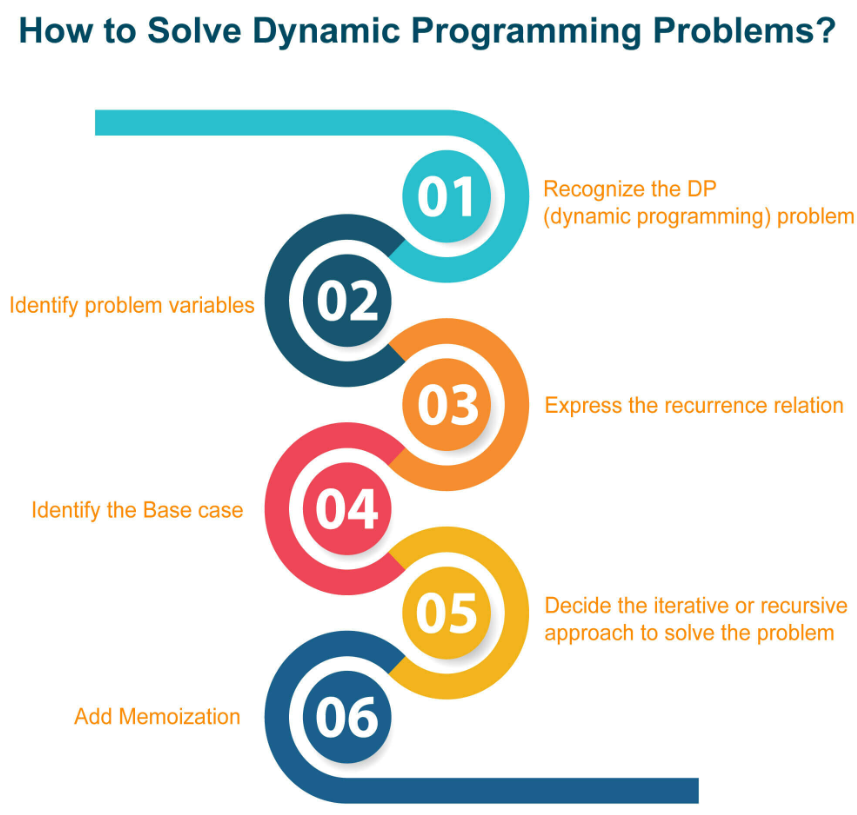 How to Solve Dynamic Programming Problems?
01
Recognize the DP
(dynamic programming) problem
02
Identify problem variables
03
Express the recurrence relation
04
Identify the Base case
05
Decide the iterative or recursive
approach to solve the problem
06
Add Memoization